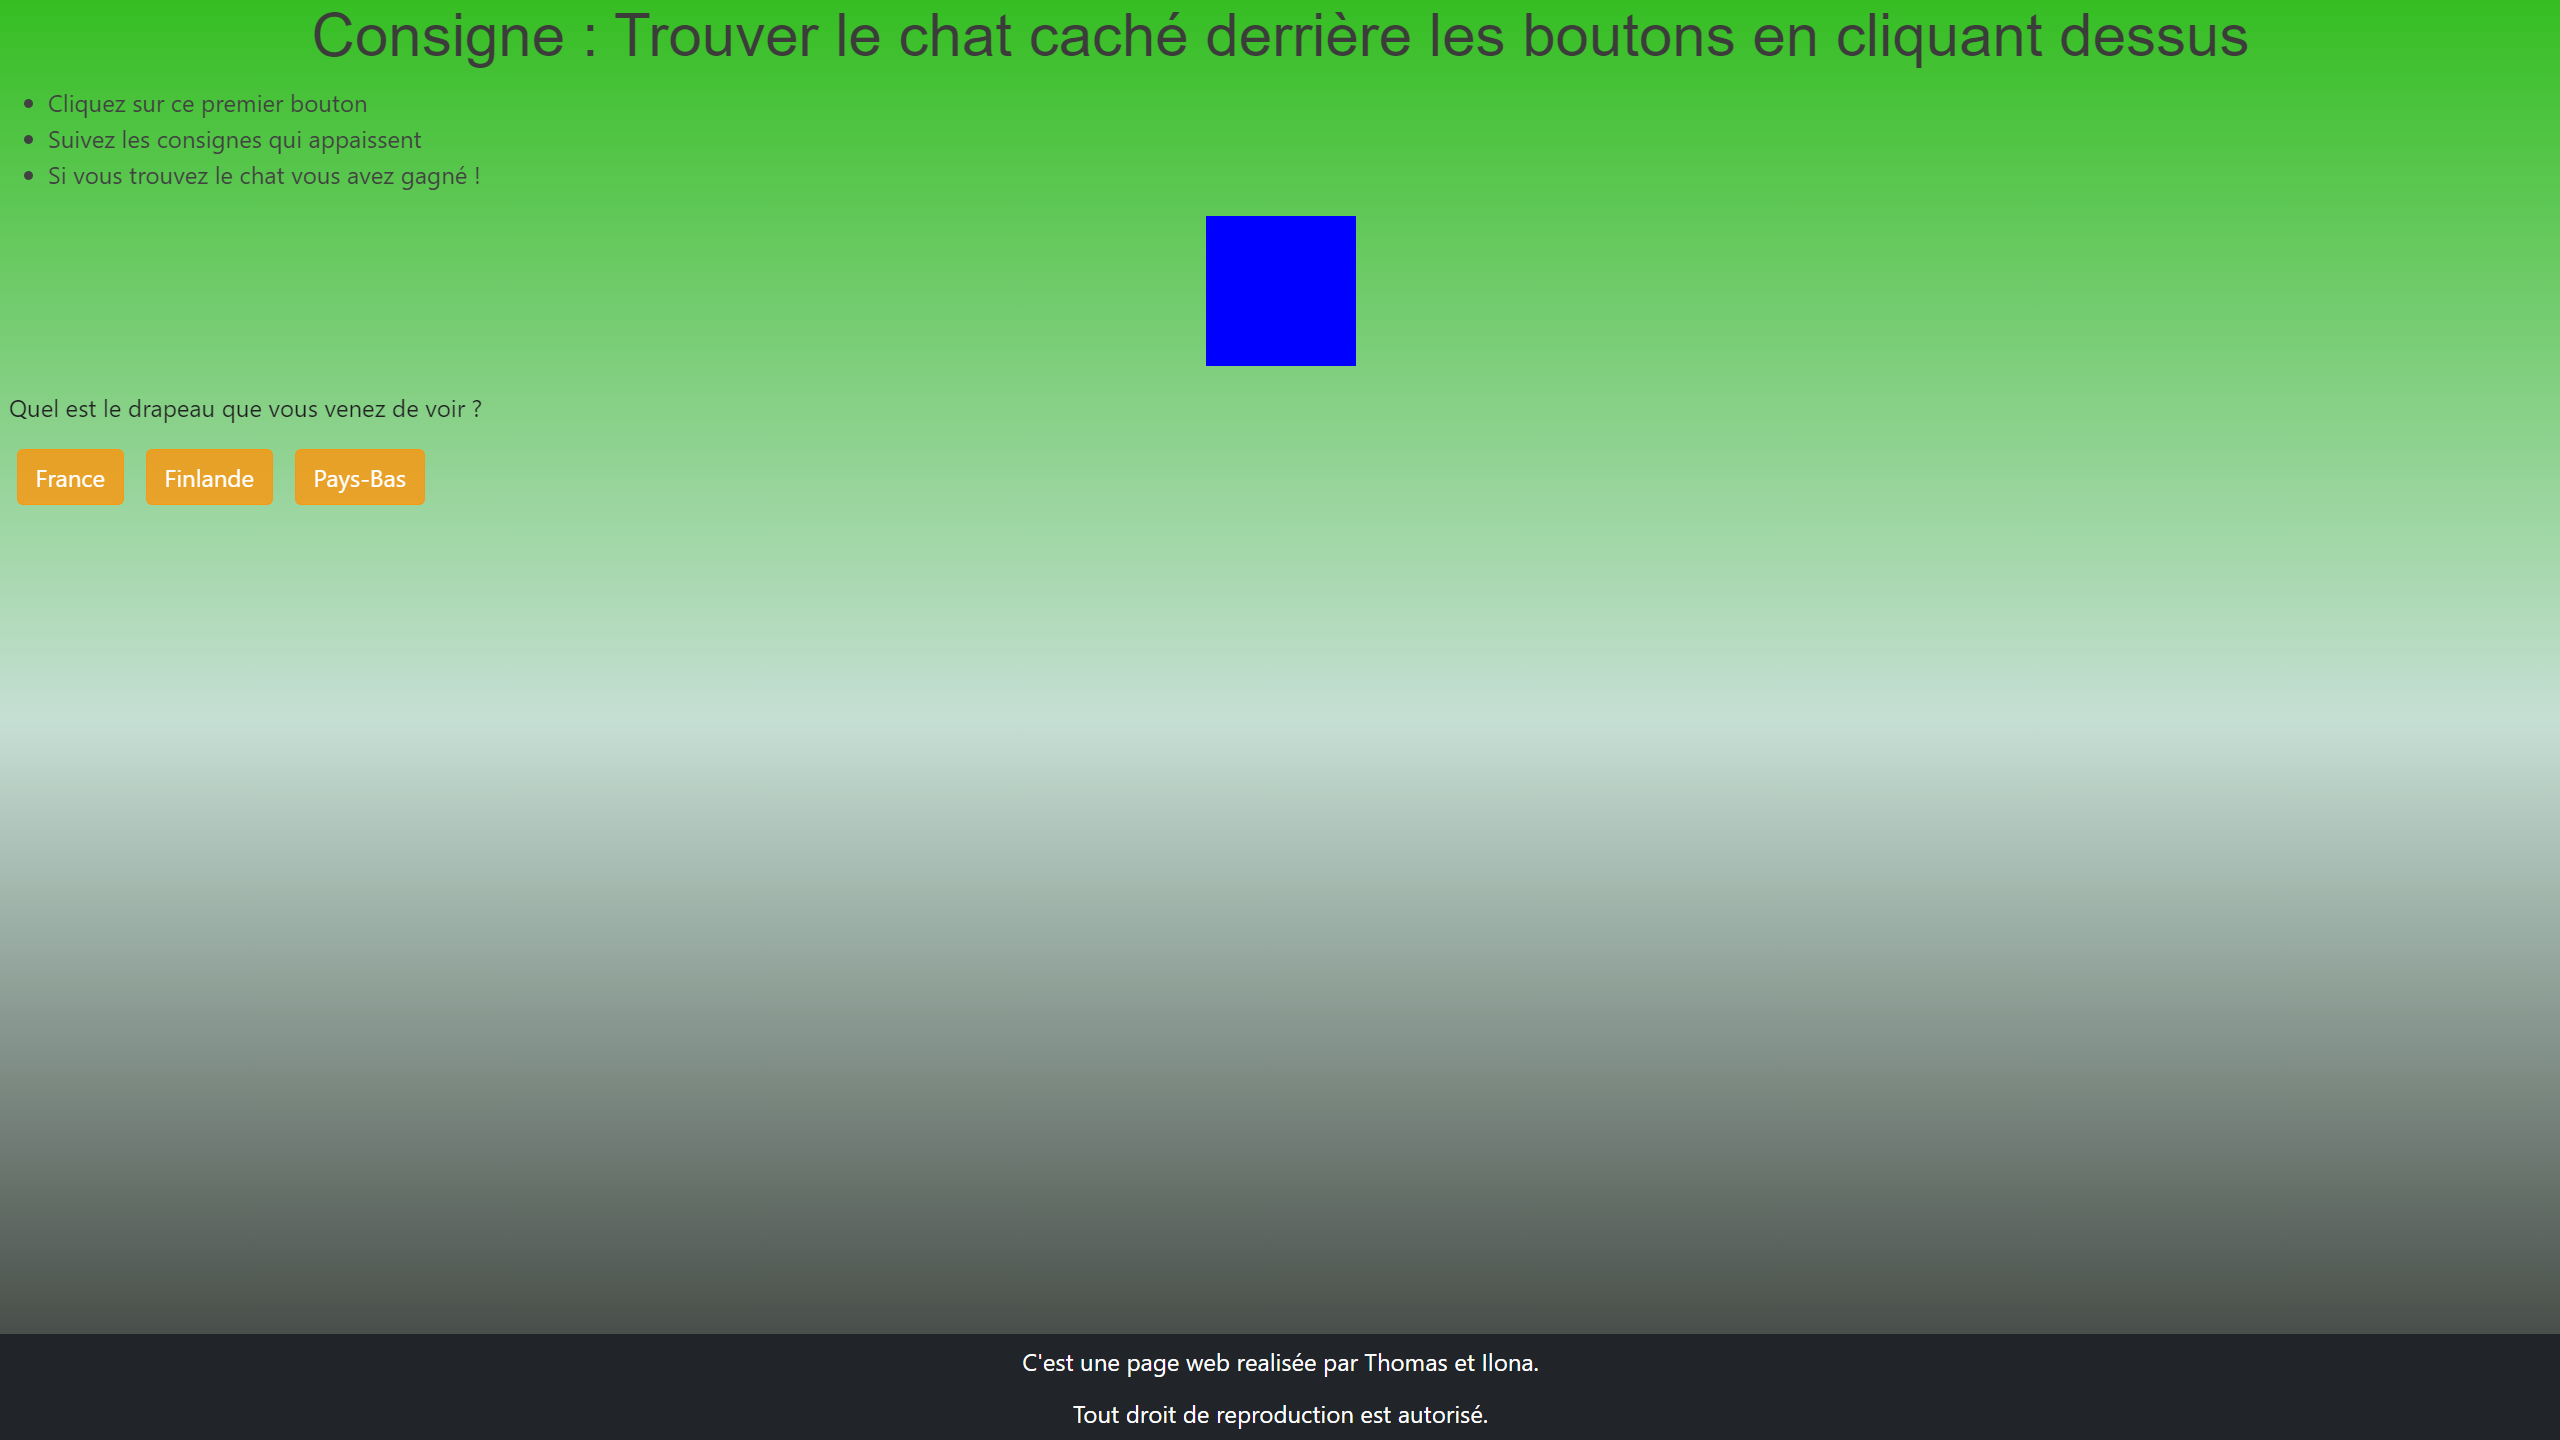 Consigne : Trouver le chat caché derrière les boutons en cliquant dessus
Cliquez sur ce premier bouton
Suivez les consignes qui appaissent
Si vous trouvez le chat vous avez gagné !
Quel est le drapeau que vous venez de voir ?
France Finlande Pays-Bas
C'est une page web realisée par Thomas et Ilona.
Tout droit de reproduction est autorisé.